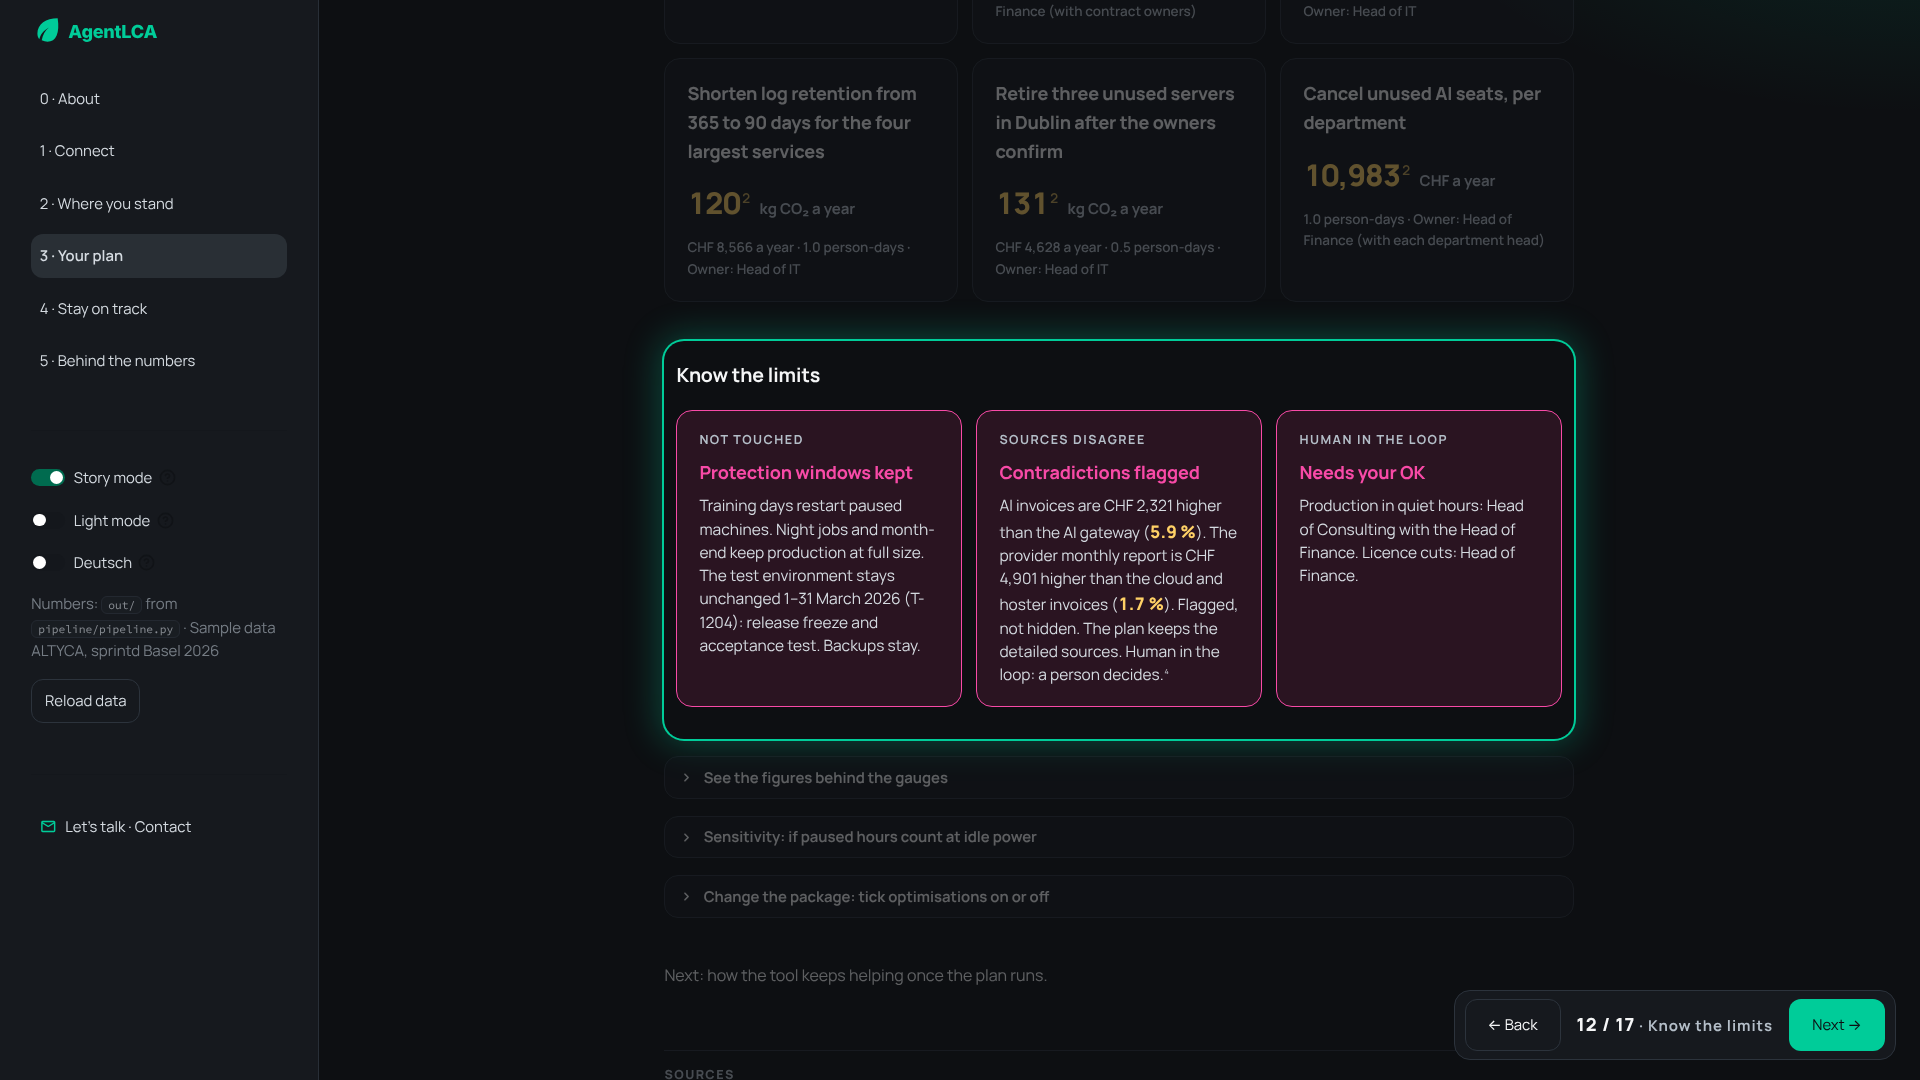 AgentLCA
0 · About
1 · Connect
2 · Where you stand
3 · Your plan
4 · Stay on track
5 · Behind the numbers
Story mode
Light mode
Deutsch
Numbers: out/ from
pipeline/pipeline.py · Sample data
ALTYCA, sprintd Basel 2026
Reload data
Let's talk · Contact
Finance (with contract owners)
Owner: Head of IT
Shorten log retention from
365 to 90 days for the four
largest services
120² kg CO₂ a year
CHF 8,566 a year · 1.0 person-days ·
Owner: Head of IT
Retire three unused servers
in Dublin after the owners
confirm
131² kg CO₂ a year
CHF 4,628 a year · 0.5 person-days ·
Owner: Head of IT
Cancel unused AI seats, per
department
10,983² CHF a year
1.0 person-days · Owner: Head of
Finance (with each department head)
Know the limits
NOT TOUCHED
Protection windows kept
Training days restart paused
machines. Night jobs and month-
end keep production at full size.
The test environment stays
unchanged 1–31 March 2026 (T-
1204): release freeze and
acceptance test. Backups stay.
SOURCES DISAGREE
Contradictions flagged
AI invoices are CHF 2,321 higher
than the AI gateway (5.9 %). The
provider monthly report is CHF
4,901 higher than the cloud and
hoster invoices (1.7 %). Flagged,
not hidden. The plan keeps the
detailed sources. Human in the
loop: a person decides.⁴
HUMAN IN THE LOOP
Needs your OK
Production in quiet hours: Head
of Consulting with the Head of
Finance. Licence cuts: Head of
Finance.
See the figures behind the gauges
Sensitivity: if paused hours count at idle power
Change the package: tick optimisations on or off
Next: how the tool keeps helping once the plan runs.
← Back
12 / 17 · Know the limits
Next →
SOURCES